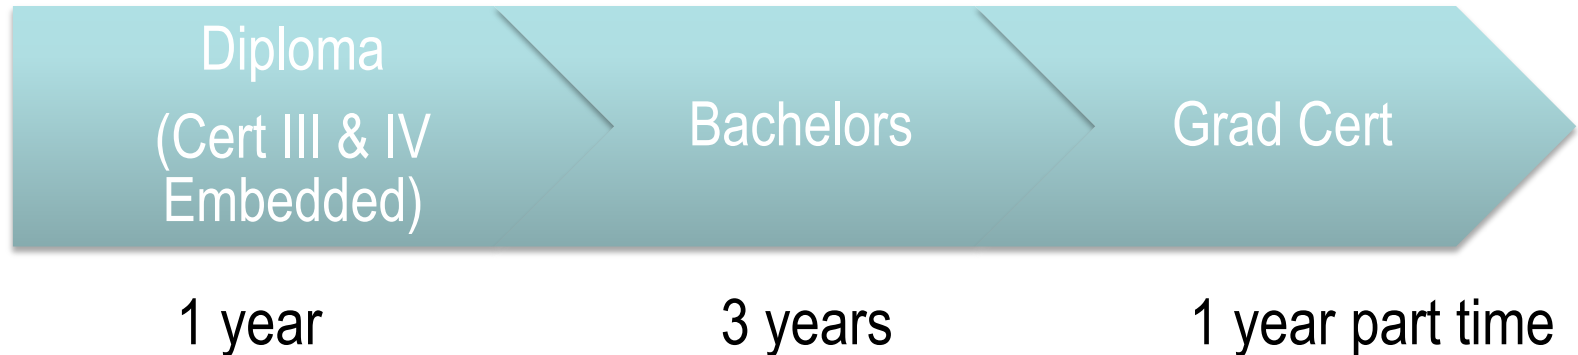 Diploma
(Cert III & IV
Embedded)
Bachelors
Grad Cert
1 year
3 years
1 year part time